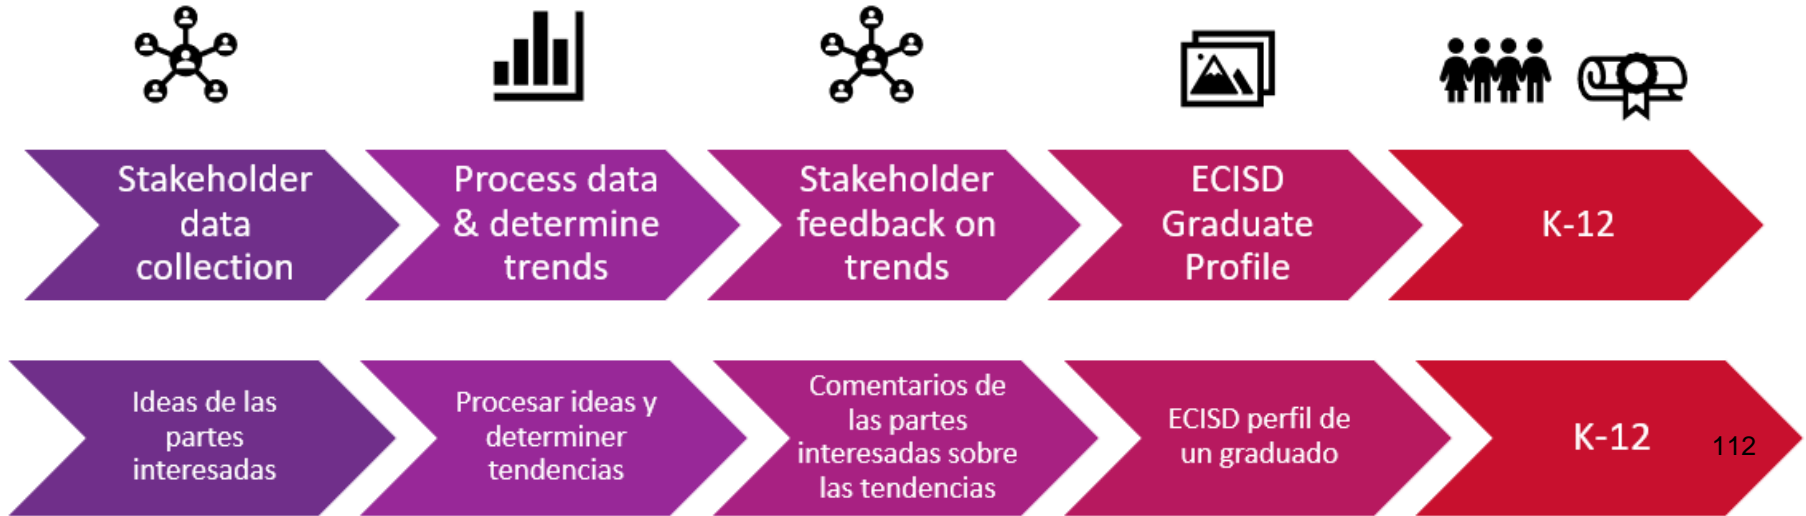 Stakeholder
data
collection
Process data
& determine
trends
Stakeholder
feedback on
trends
ECISD
Graduate
Profile
K-12
Ideas de las
partes
interesadas
Procesar ideas y
determiner
tendencias
Comentarios de
las partes
interesadas sobre
las tendencias
ECISD perfil de
un graduado
K-12
112